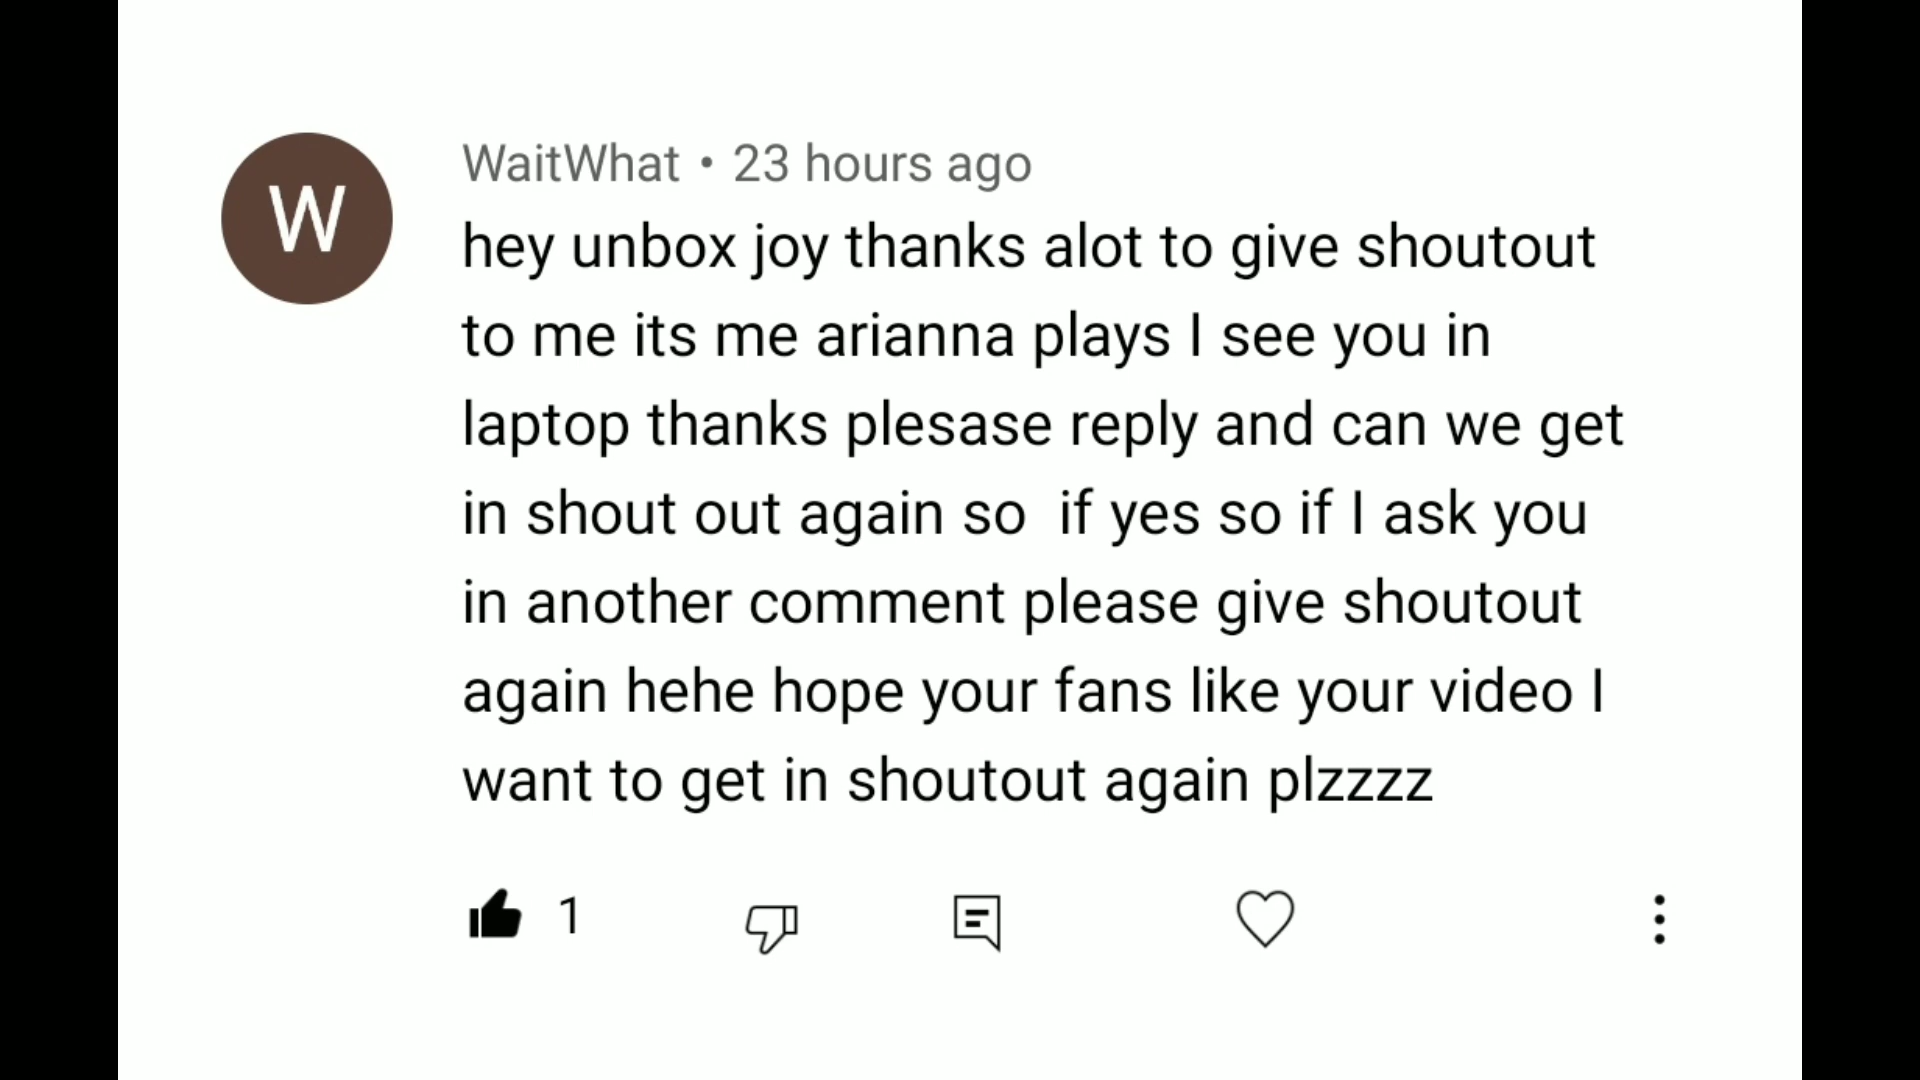 W
WaitWhat • 23 hours ago
hey unbox joy thanks alot to give shoutout
to me its me arianna plays I see you in
laptop thanks plesase reply and can we get
in shout out again so  if yes so if I ask you
in another comment please give shoutout
again hehe hope your fans like your video I
want to get in shoutout again plzzzz
1